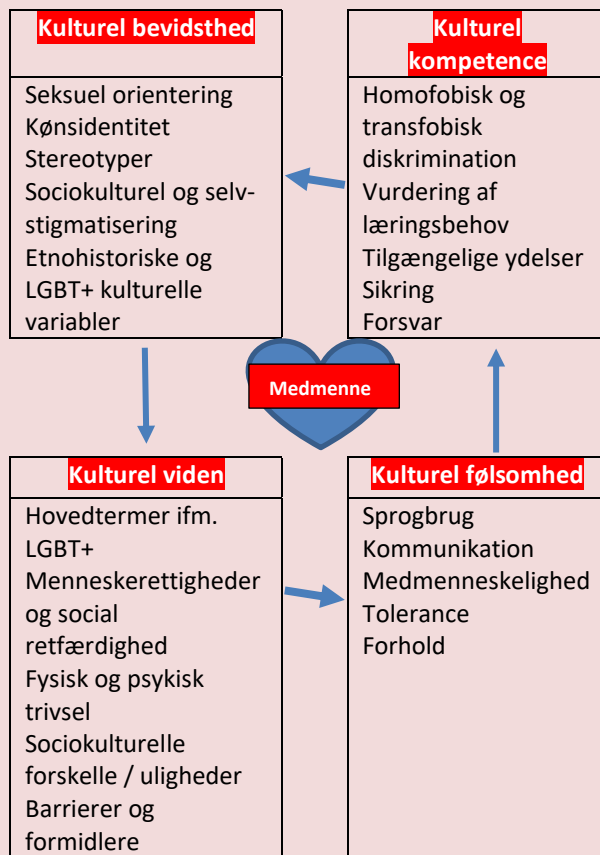 Kulturel bevidsthed
Seksuel orientering
Kønsidentitet
Stereotyper
Sociokulturel og selv-
stigmatisering
Etnohistoriske og
LGBT+ kulturelle
variabler
Kulturel
kompetence
Homofobisk og
transfobisk
diskrimination
Vurdering af
læringsbehov
Tilgængelige ydelser
Sikring
Forsvar
Medmenne
Kulturel viden
Hovedtermer ifm.
LGBT+
Menneskerettigheder
og social
retfærdighed
Fysisk og psykisk
trivsel
Sociokulturelle
forskelle / uligheder
Barrierer og
formidlere
Kulturel følsomhed
Sprogbrug
Kommunikation
Medmenneskelighed
Tolerance
Forhold